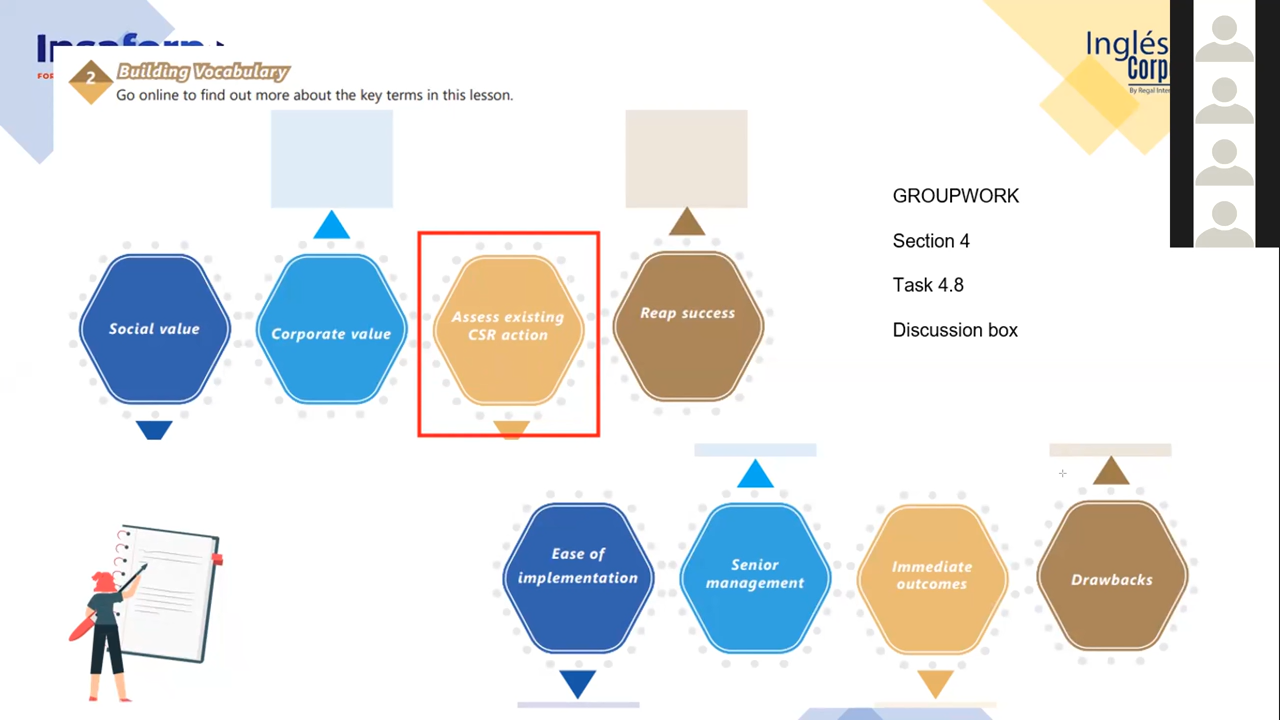 2
Building Vocabulary
Go online to find out more about the key terms in this lesson.
Inglés
Corp
GROUPWORK
Section 4
Task 4.8
Discussion box
Social value
Corporate value
Assess existing
CSR action
Reap success
Ease of
implementation
Senior
management
Immediate
outcomes
Drawbacks